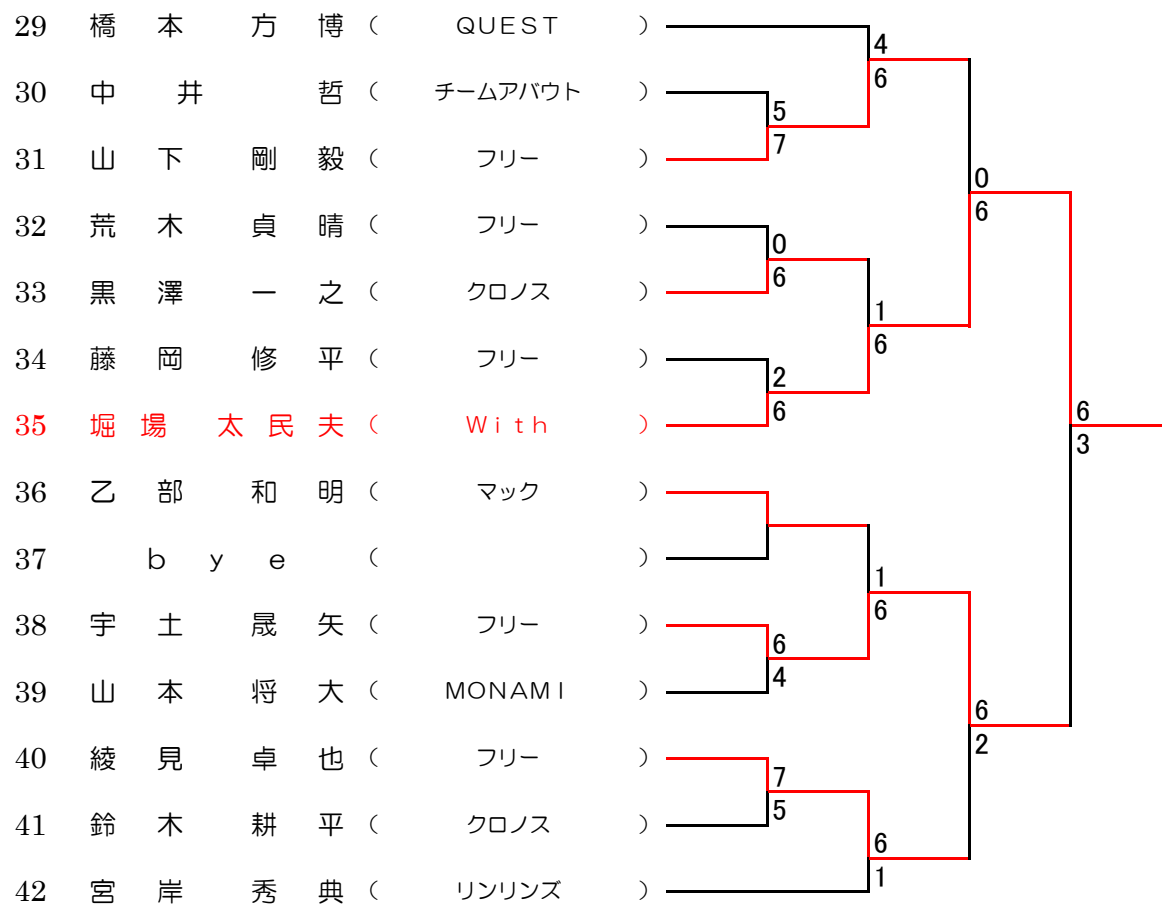 29 橋本 方博 ( QUEST )
4
30 中井 哲 ( チームアバウト )
6
5
31 山下 剛毅 ( フリー )
7
0
32 荒木 貞晴 ( フリー )
6
0
33 黒澤 一之 ( クロノス )
6
1
34 藤岡 修平 ( フリー )
6
2
35 堀場 太民夫 ( With )
6
6
3
36 乙部 和明 ( マック )
37 bye ( )
1
38 宇土 晟矢 ( フリー )
6
6
39 山本 将大 ( MONAMI )
4
6
40 綾見 卓也 ( フリー )
2
7
41 鈴木 耕平 ( クロノス )
5
6
42 宮岸 秀典 ( リンリンズ )
1